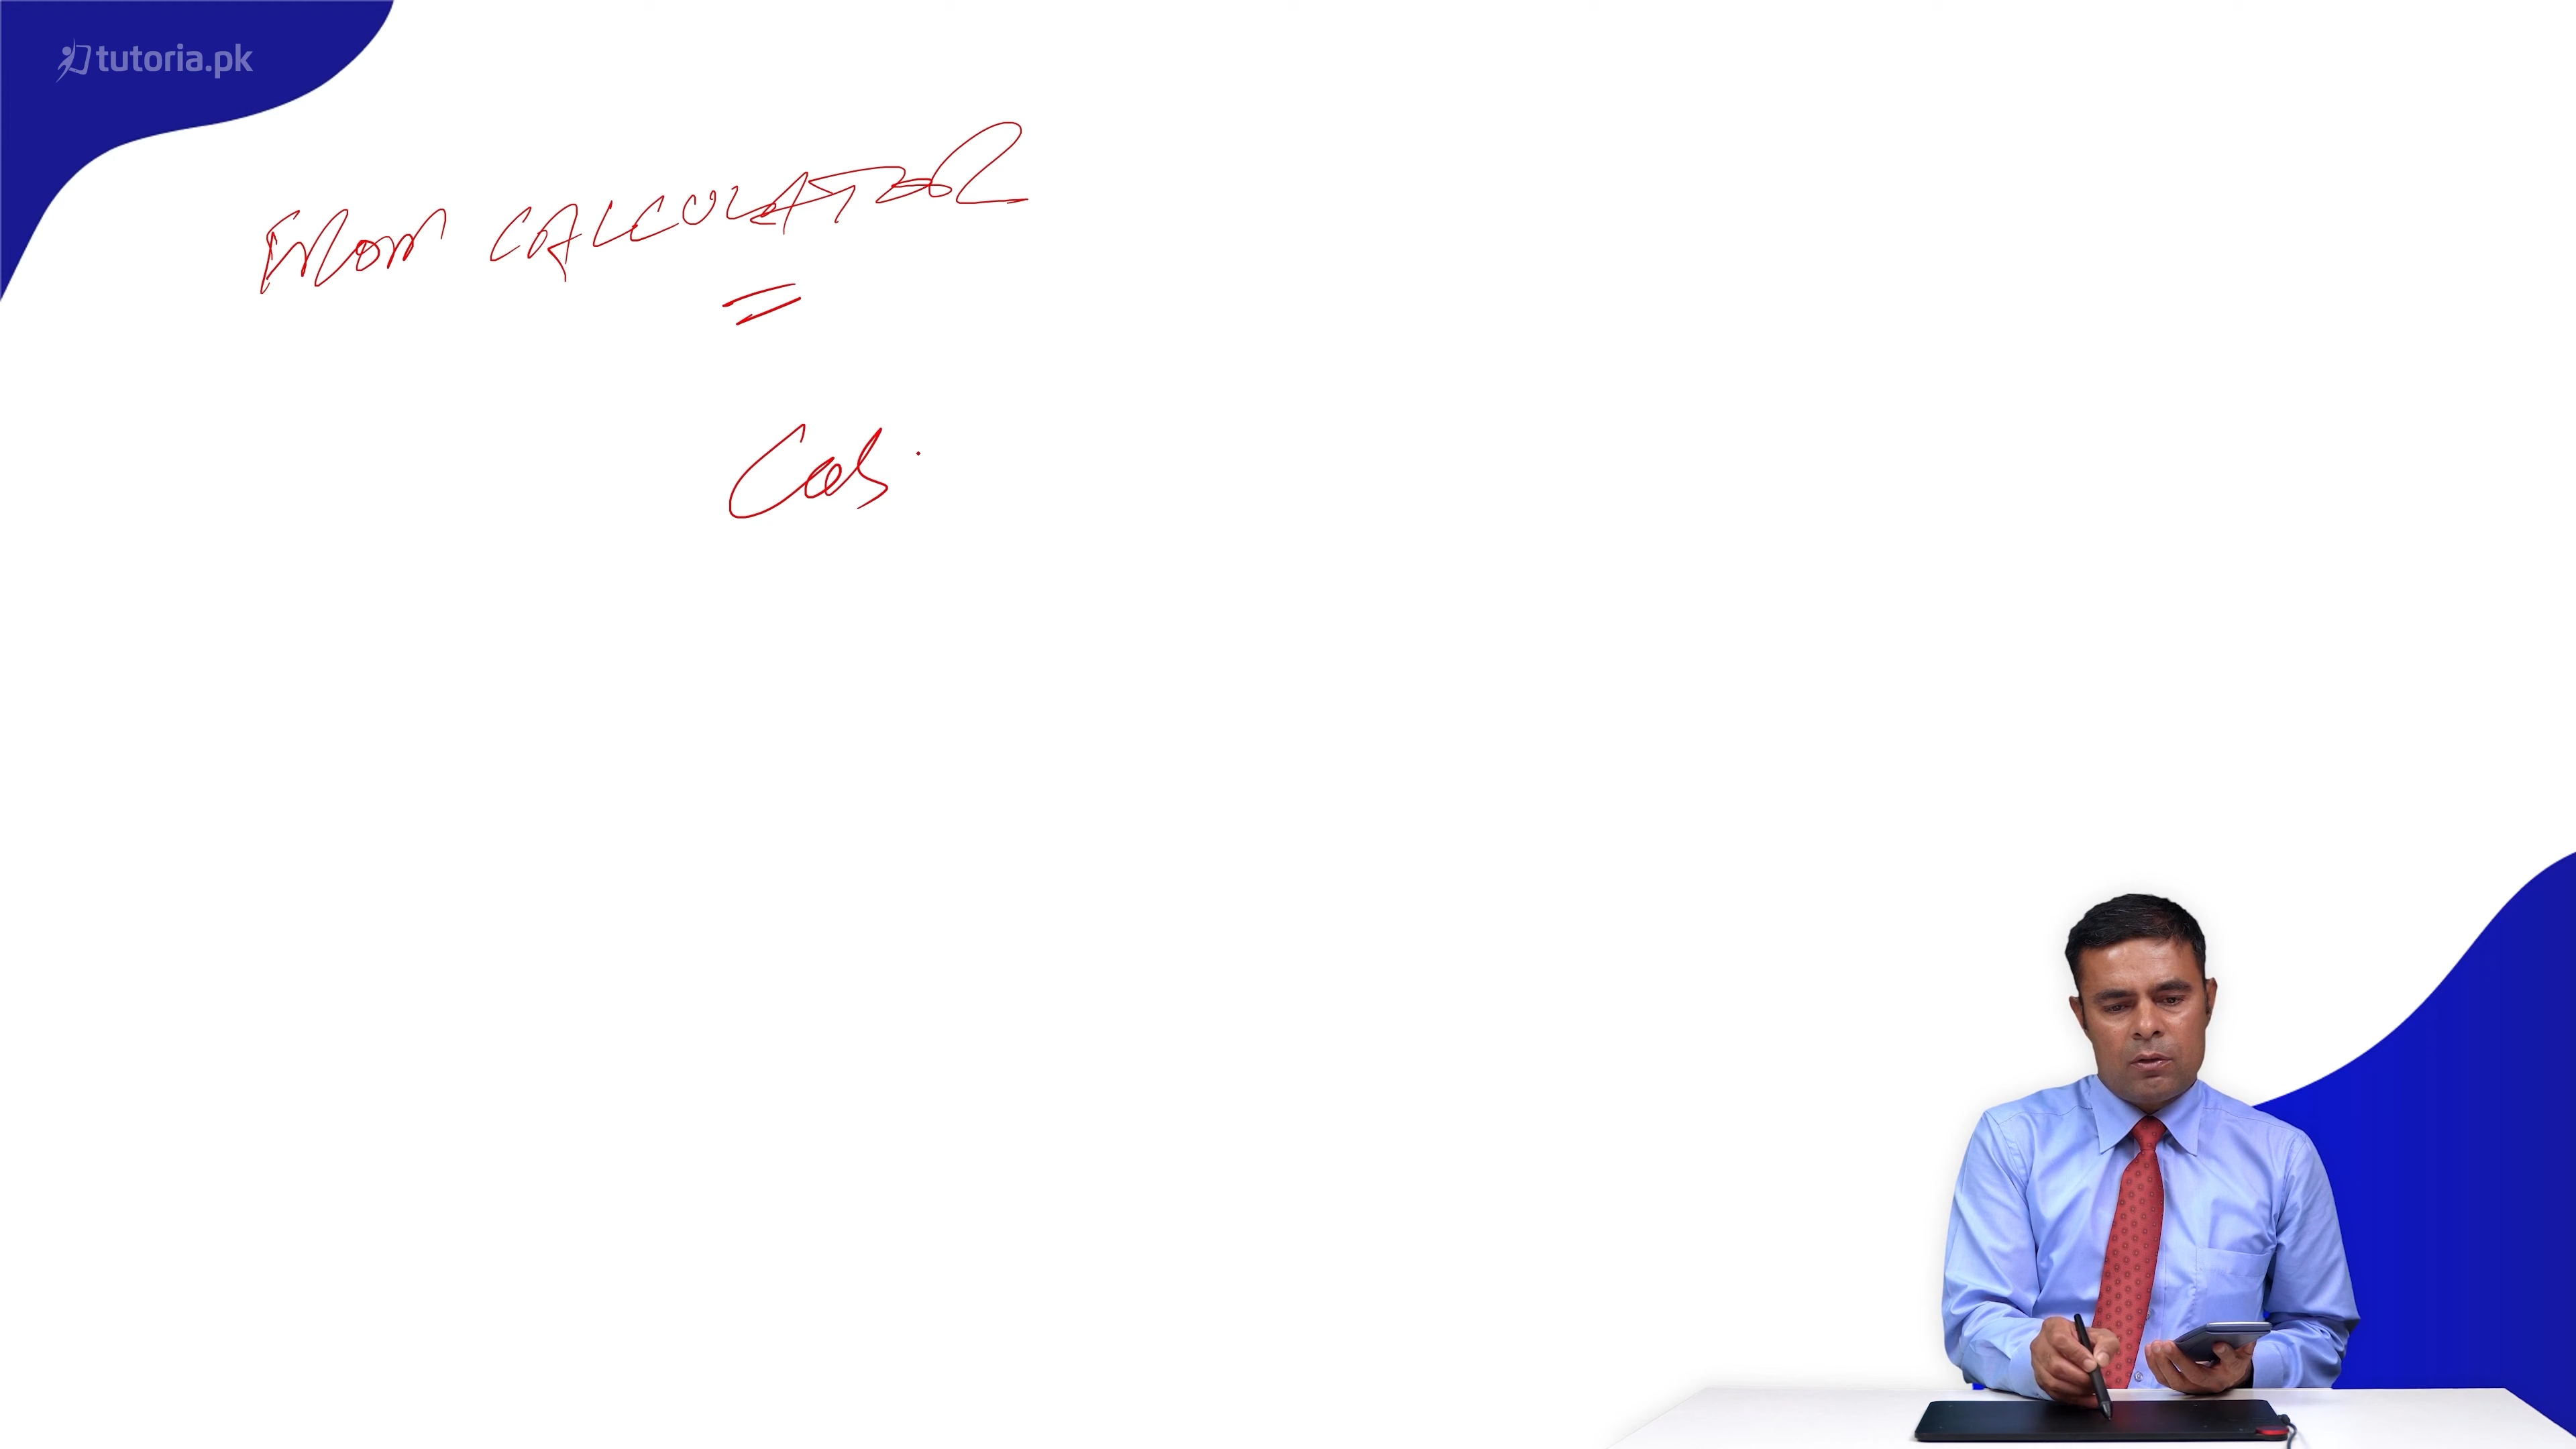 tutoria.pk
FROM CALCULATOR
=
Cos